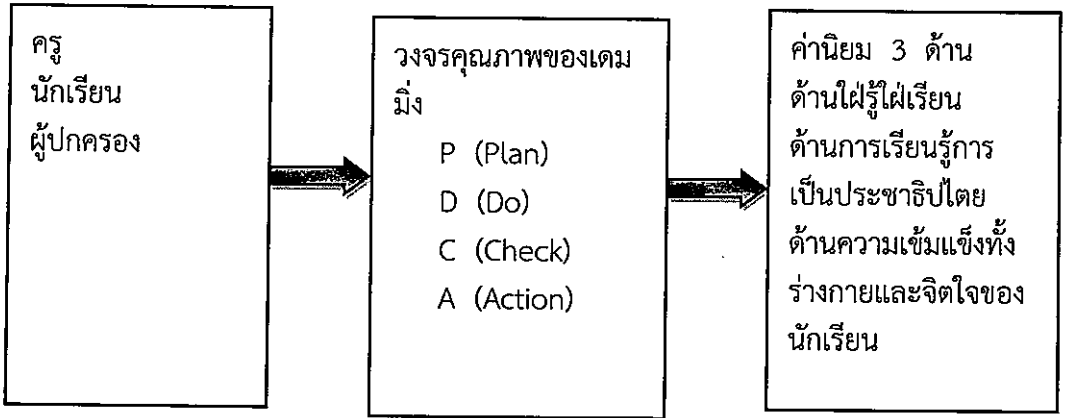 ครู
นักเรียน
ผู้ปกครอง
วงจรคุณภาพของเดม
มิ่ง
P (Plan)
D (Do)
C (Check)
A (Action)
ค่านิยม 3 ด้าน
ด้านใฝ่รู้ใฝ่เรียน
ด้านการเรียนรู้การ
เป็นประชาธิปไตย
ด้านความเข้มแข็งทั้ง
ร่างกายและจิตใจของ
นักเรียน